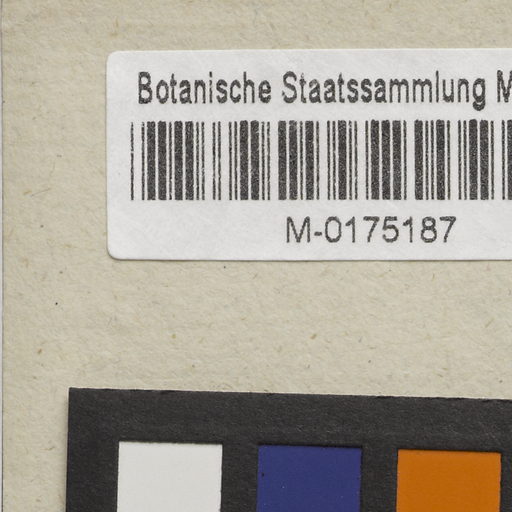 Botanische Staatssammlung M
M-0175187